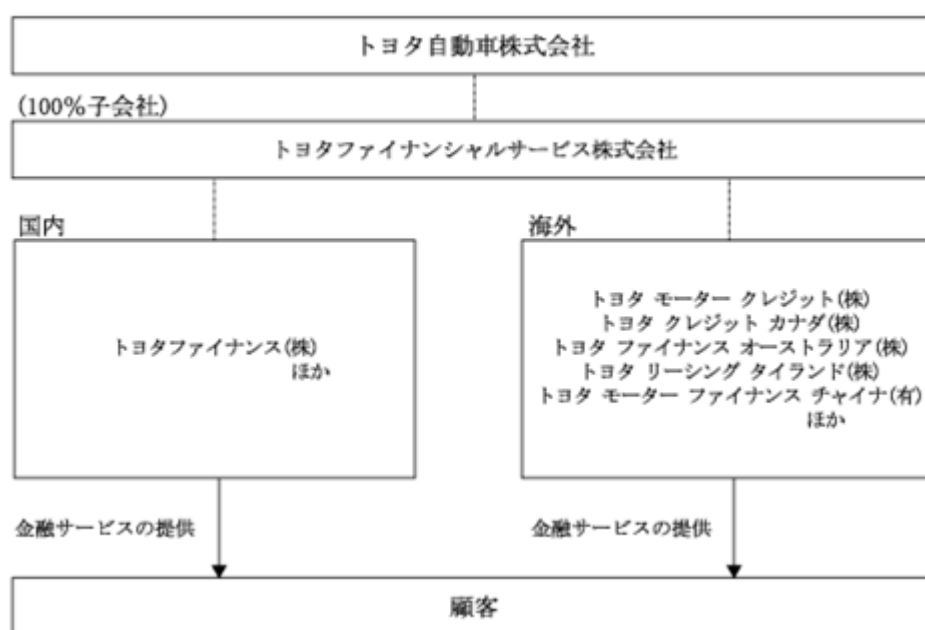 トヨタ自動車株式会社
(100%子会社)
トヨタファイナンシャルサービス株式会社
国内
トヨタファイナンス(株)
ほか
海外
トヨタ モーター クレジット(株)
トヨタ クレジット カナダ(株)
トヨタ ファイナンス オーストラリア(株)
トヨタ リーシング タイランド(株)
トヨタ モーター ファイナンス チャイナ(有)
ほか
金融サービスの提供
金融サービスの提供
顧客